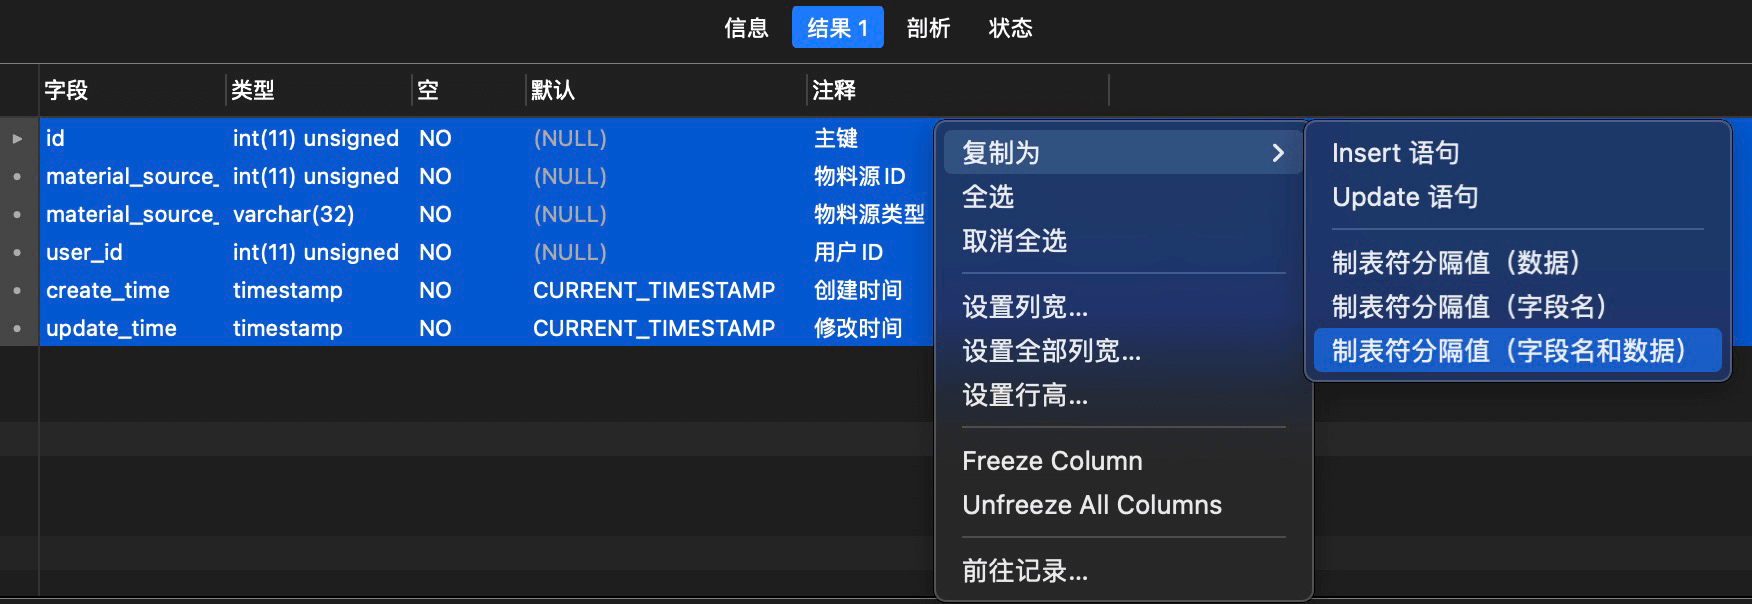 信息 结果 1 剖析 状态
字段 类型 空 默认 注释
id int(11) unsigned NO (NULL) 主键
material_source_ int(11) unsigned NO (NULL) 物料源 ID
material_source_ varchar(32) NO (NULL) 物料源类型
user_id int(11) unsigned NO (NULL) 用户 ID
create_time timestamp NO CURRENT_TIMESTAMP 创建时间
update_time timestamp NO CURRENT_TIMESTAMP 修改时间
复制为
全选
取消全选
设置列宽...
设置全部列宽...
设置行高...
Freeze Column
Unfreeze All Columns
前往记录...
Insert 语句
Update 语句
制表符分隔值（数据）
制表符分隔值（字段名）
制表符分隔值（字段名和数据）